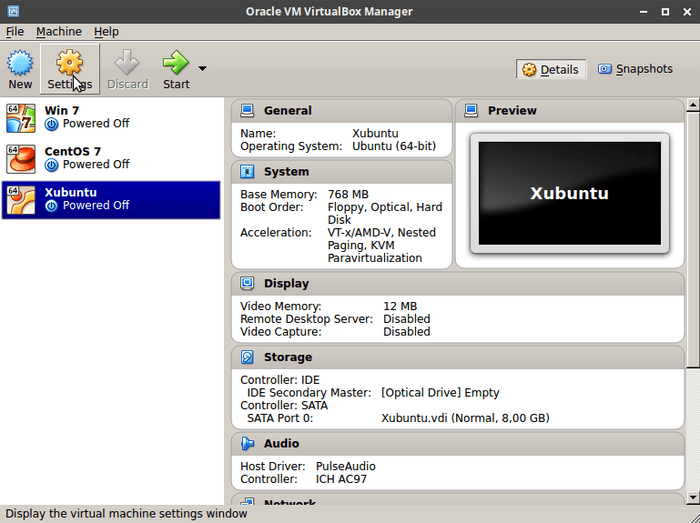 Oracle VM VirtualBox Manager
File Machine Help
New Settings Discard Start Details Snapshots
64 Win 7
Powered Off
64 CentOS 7
Powered Off
64 Xubuntu
Powered Off
General
Name: Xubuntu
Operating System: Ubuntu (64-bit)
Preview
Xubuntu
System
Base Memory: 768 MB
Boot Order: Floppy, Optical, Hard
Disk
Acceleration: VT-x/AMD-V, Nested
Paging, KVM
Paravirtualization
Display
Video Memory: 12 MB
Remote Desktop Server: Disabled
Video Capture: Disabled
Storage
Controller: IDE
IDE Secondary Master: [Optical Drive] Empty
Controller: SATA
SATA Port 0: Xubuntu.vdi (Normal, 8,00 GB)
Audio
Host Driver: PulseAudio
Controller: ICH AC97
Network
Display the virtual machine settings window